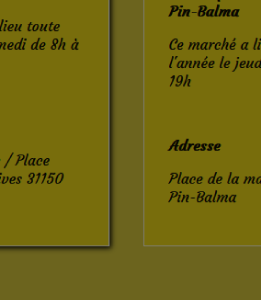 lieu toute
medi de 8h à
/ Place
ives 31150
Pin-Balma
Ce marché a li
l'année le jeud
19h
Adresse
Place de la ma
Pin-Balma